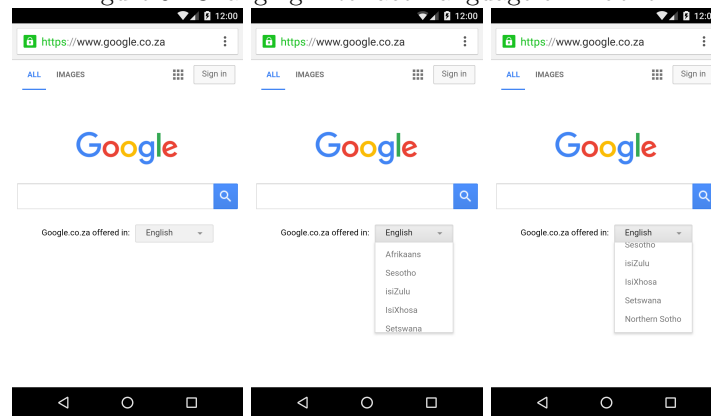 12:00
https://www.google.co.za
ALL IMAGES Sign in
Google
Google.co.za offered in: English
12:00
https://www.google.co.za
ALL IMAGES Sign in
Google
Google.co.za offered in: English
Afrikaans
Sesotho
isiZulu
IsiXhosa
Setswana
12:0
https://www.google.co.za
ALL IMAGES Sign in
Google
Google.co.za offered in: English
Sesotho
isiZulu
IsiXhosa
Setswana
Northern Sotho